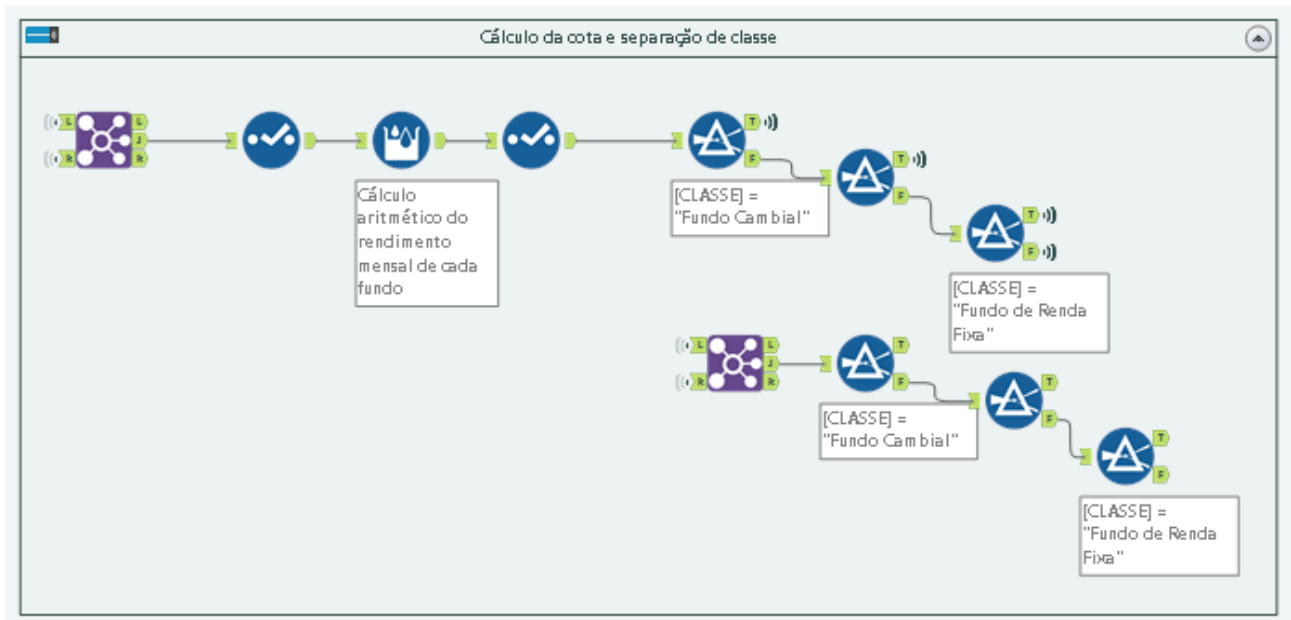 Cálculo da cota e separação de classe
L
L
J
R
R
T
F
T
F
T
F
Cálculo
aritmético do
rendimento
mensal de cada
fundo
[CLASSE] =
"Fundo Cambial"
[CLASSE] =
"Fundo de Renda
Fixa"
L
L
J
R
R
T
F
T
F
T
F
[CLASSE] =
"Fundo Cambial"
[CLASSE] =
"Fundo de Renda
Fixa"